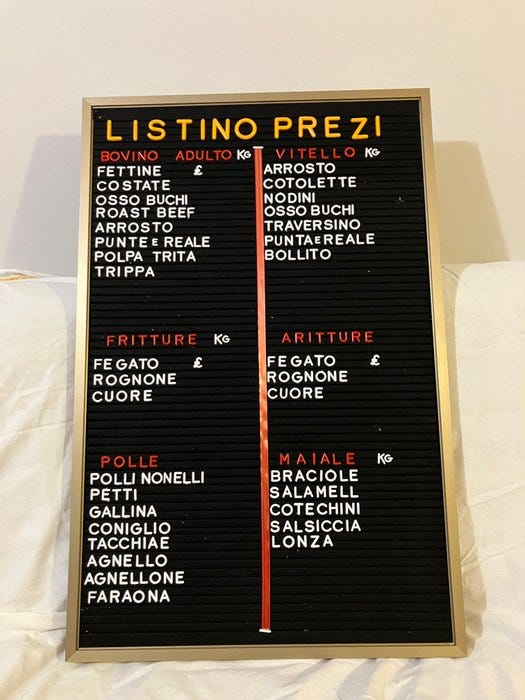 LISTINO PREZI
BOVINO ADULTO KG
FETTINE £
COSTATE
OSSO BUCHI
ROAST BEEF
ARROSTO
PUNTE E REALE
POLPA TRITA
TRIPPA
FRITTURE KG
FEGATO £
ROGNONE
CUORE
POLLE
POLLI NONELLI
PETTI
GALLINA
CONIGLIO
TACCHIAE
AGNELLO
AGNELLONE
FARAONA
VITELLO KG
ARROSTO
COTOLETTE
NODINI
OSSO BUCHI
TRAVERSINO
PUNTA E REALE
BOLLITO
ARITTURE
FEGATO £
ROGNONE
CUORE
MAIALE KG
BRACIOLE
SALAMELL
COTECHINI
SALSICCIA
LONZA